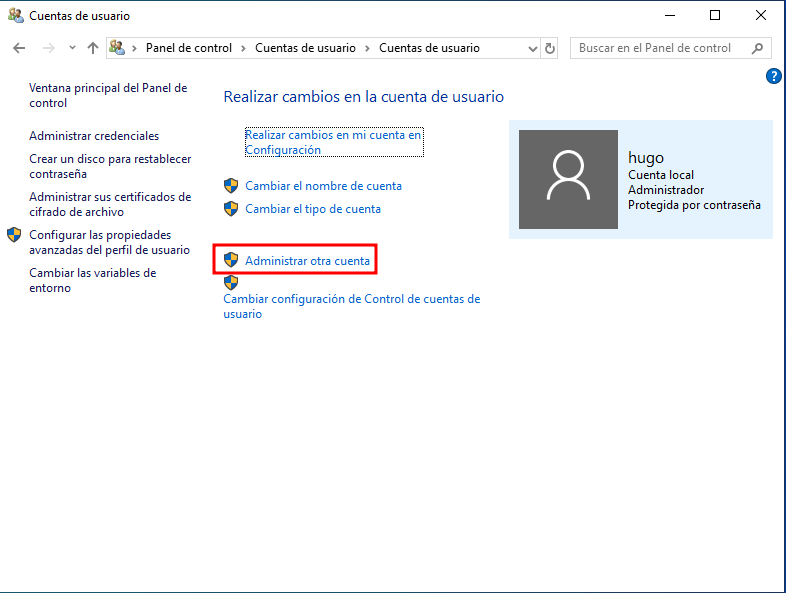 Cuentas de usuario
Panel de control > Cuentas de usuario > Cuentas de usuario
Buscar en el Panel de control
?
Ventana principal del Panel de
control
Administrar credenciales
Crear un disco para restablecer
contraseña
Administrar sus certificados de
cifrado de archivo
Configurar las propiedades
avanzadas del perfil de usuario
Cambiar las variables de
entorno
Realizar cambios en la cuenta de usuario
Realizar cambios en mi cuenta en
Configuración
Cambiar el nombre de cuenta
Cambiar el tipo de cuenta
Administrar otra cuenta
Cambiar configuración de Control de cuentas de
usuario
hugo
Cuenta local
Administrador
Protegida por contraseña